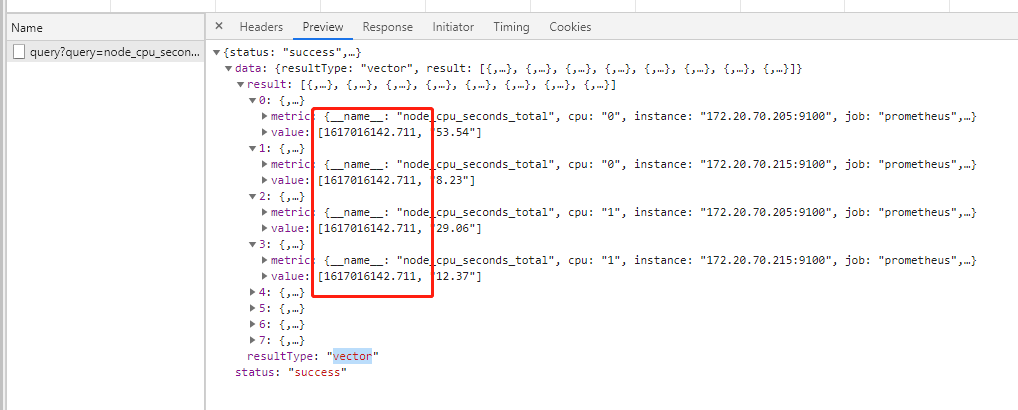 Name
query?query=node_cpu_secon...
× Headers Preview Response Initiator Timing Cookies
{status: "success",…}
data: {resultType: "vector", result: [{,…}, {,…}, {,…}, {,…}, {,…}, {,…}, {,…}, {,…}]}
result: [{,…}, {,…}, {,…}, {,…}, {,…}, {,…}, {,…}, {,…}]
0: {,…}
metric: {__name__: "node_cpu_seconds_total", cpu: "0", instance: "172.20.70.205:9100", job: "prometheus",…}
value: [1617016142.711, "53.54"]
1: {,…}
metric: {__name__: "node_cpu_seconds_total", cpu: "0", instance: "172.20.70.215:9100", job: "prometheus",…}
value: [1617016142.711, "8.23"]
2: {,…}
metric: {__name__: "node_cpu_seconds_total", cpu: "1", instance: "172.20.70.205:9100", job: "prometheus",…}
value: [1617016142.711, "29.06"]
3: {,…}
metric: {__name__: "node_cpu_seconds_total", cpu: "1", instance: "172.20.70.215:9100", job: "prometheus",…}
value: [1617016142.711, "12.37"]
4: {,…}
5: {,…}
6: {,…}
7: {,…}
resultType: "vector"
status: "success"